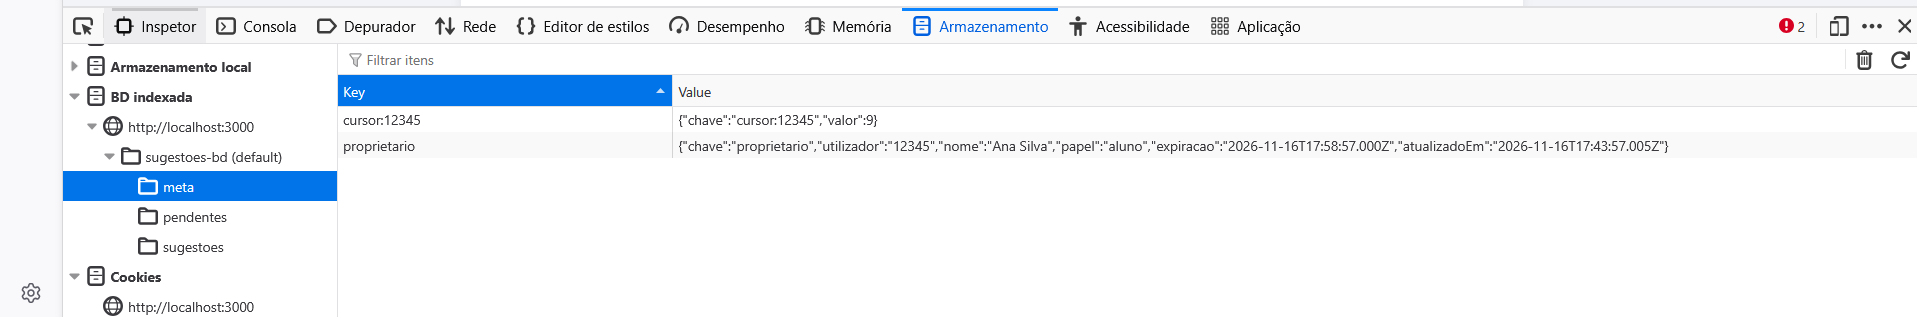 Inspetor Consola Depurador Rede Editor de estilos Desempenho Memória Armazenamento Acessibilidade Aplicação 2
Armazenamento local
BD indexada
http://localhost:3000
sugestoes-bd (default)
meta
pendentes
sugestoes
Cookies
http://localhost:3000
Filtrar itens
Key Value
cursor:12345 {"chave":"cursor:12345","valor":9}
proprietario {"chave":"proprietario","utilizador":"12345","nome":"Ana Silva","papel":"aluno","expiracao":"2026-11-16T17:58:57.000Z","atualizadoEm":"2026-11-16T17:43:57.005Z"}